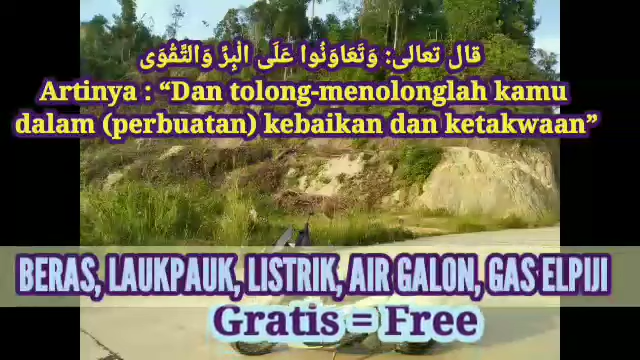 قال تعالى: وَتَعَاوَنُوا عَلَى الْبِرِّ وَالتَّقْوَى
Artinya : “Dan tolong-menolonglah kamu
dalam (perbuatan) kebaikan dan ketakwaan”
BERAS, LAUKPAUK, LISTRIK, AIR GALON, GAS ELPIJI
Gratis = Free